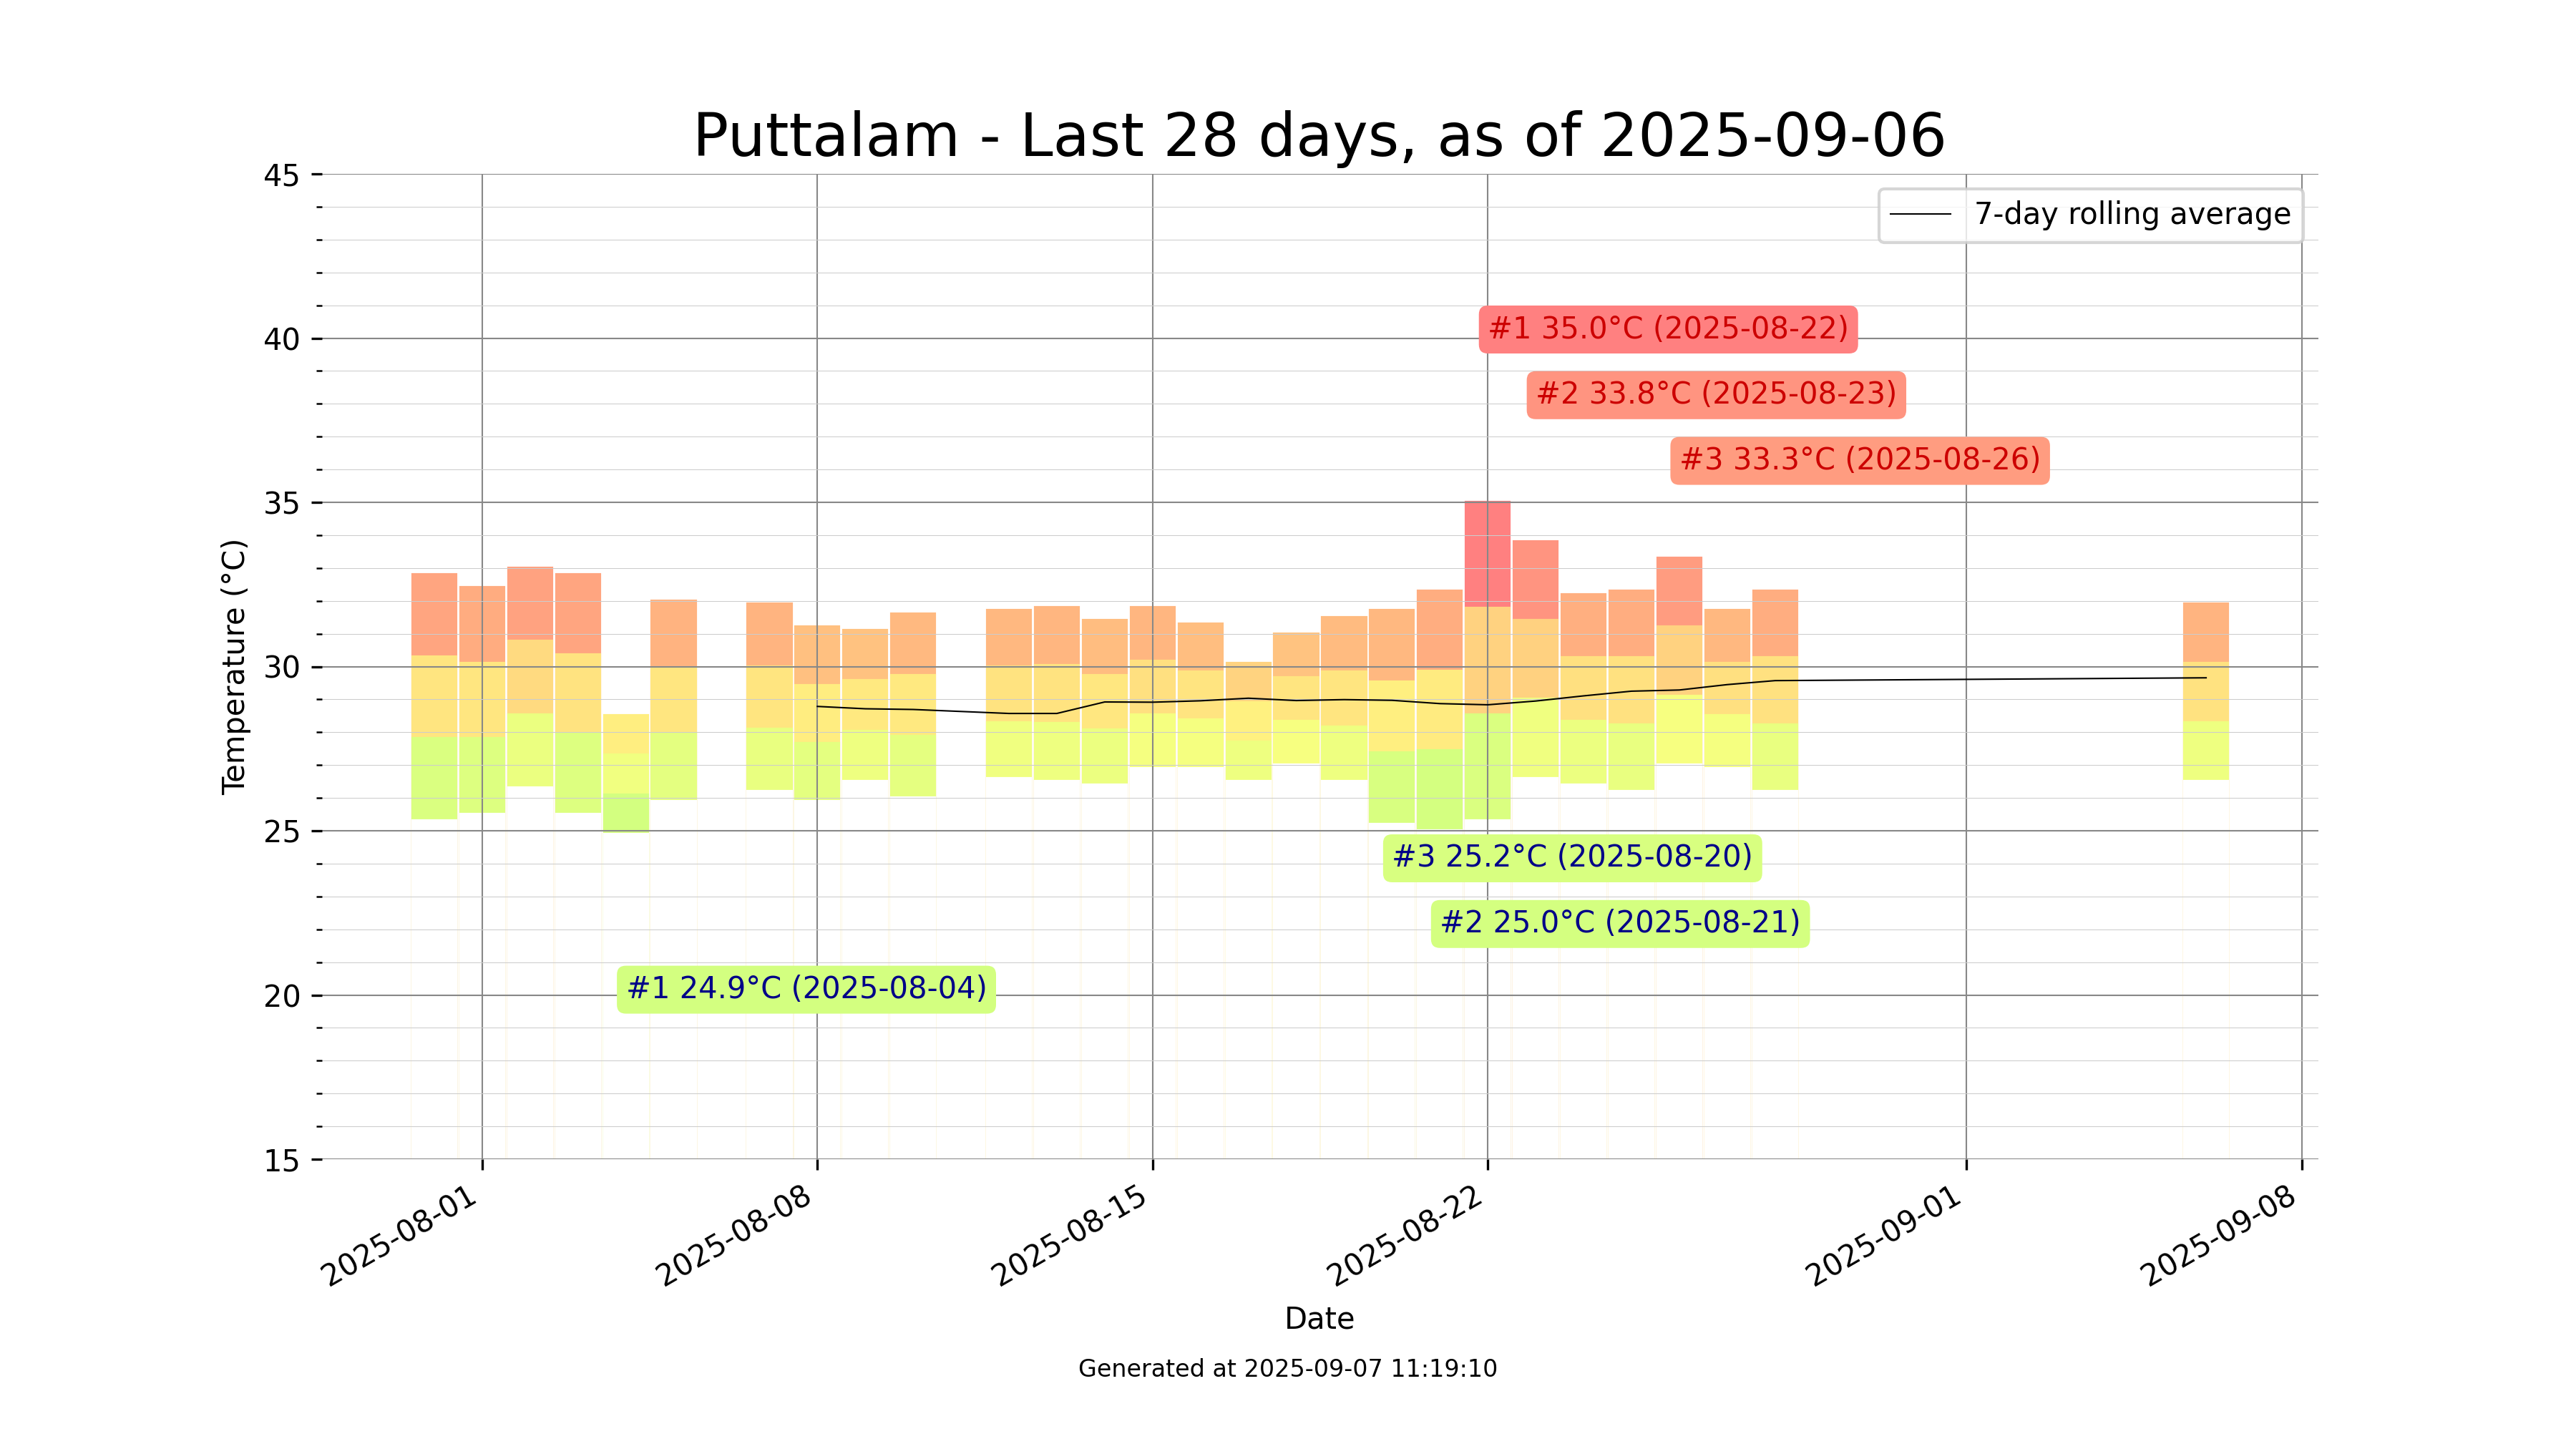 Puttalam - Last 28 days, as of 2025-09-06
45
7-day rolling average
#1 35.0°C (2025-08-22)
40
#2 33.8°C (2025-08-23)
#3 33.3°C (2025-08-26)
35
Temperature (°C)
30
25
#3 25.2°C (2025-08-20)
#2 25.0°C (2025-08-21)
#1 24.9°C (2025-08-04)
20
15
2025-08-01
2025-08-08
2025-08-15
2025-08-22
2025-09-01
2025-09-08
Date
Generated at 2025-09-07 11:19:10